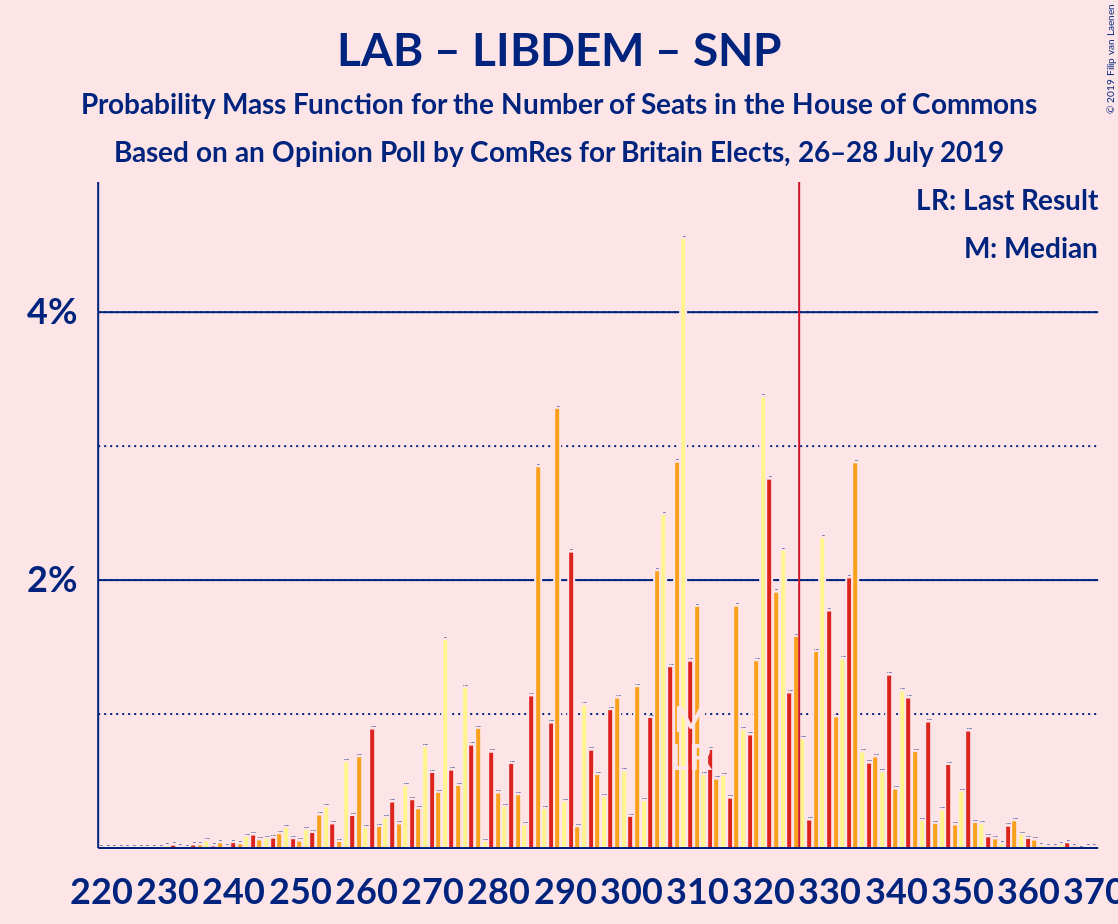 LAB – LIBDEM – SNP
Probability Mass Function for the Number of Seats in the House of Commons
Based on an Opinion Poll by ComRes for Britain Elects, 26–28 July 2019
© 2019 Filip van Laenen
LR: Last Result
M: Median
4%
2%
M
LR
220 230 240 250 260 270 280 290 300 310 320 330 340 350 360 370